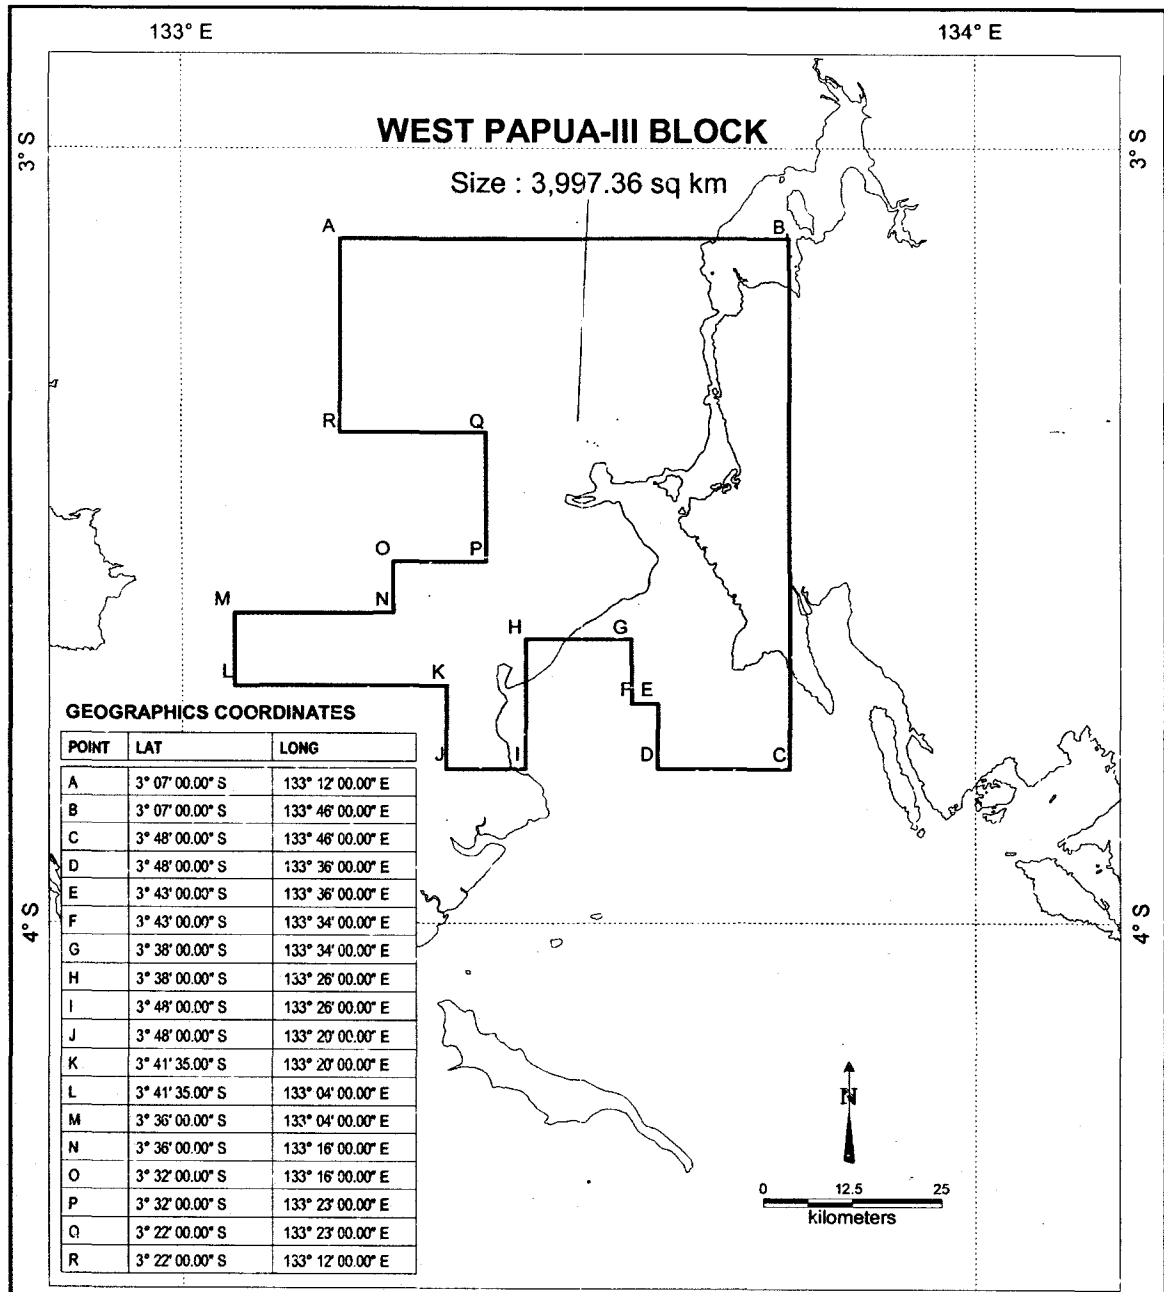 133° E 134° E
3° S 3° S
WEST PAPUA-III BLOCK
Size : 3,997.36 sq km
A B
R Q
O P
M N
H G
L K
F E
J I D C
GEOGRAPHICS COORDINATES
POINT LAT LONG
A 3° 07' 00.00" S 133° 12' 00.00" E
B 3° 07' 00.00" S 133° 46' 00.00" E
C 3° 48' 00.00" S 133° 46' 00.00" E
D 3° 48' 00.00" S 133° 36' 00.00" E
E 3° 43' 00.00" S 133° 36' 00.00" E
F 3° 43' 00.00" S 133° 34' 00.00" E
G 3° 38' 00.00" S 133° 34' 00.00" E
H 3° 38' 00.00" S 133° 26' 00.00" E
I 3° 48' 00.00" S 133° 26' 00.00" E
J 3° 48' 00.00" S 133° 20' 00.00" E
K 3° 41' 35.00" S 133° 20' 00.00" E
L 3° 41' 35.00" S 133° 04' 00.00" E
M 3° 36' 00.00" S 133° 04' 00.00" E
N 3° 36' 00.00" S 133° 16' 00.00" E
O 3° 32' 00.00" S 133° 16' 00.00" E
P 3° 32' 00.00" S 133° 23' 00.00" E
Q 3° 22' 00.00" S 133° 23' 00.00" E
R 3° 22' 00.00" S 133° 12' 00.00" E
4° S 4° S
N
0 12.5 25
kilometers